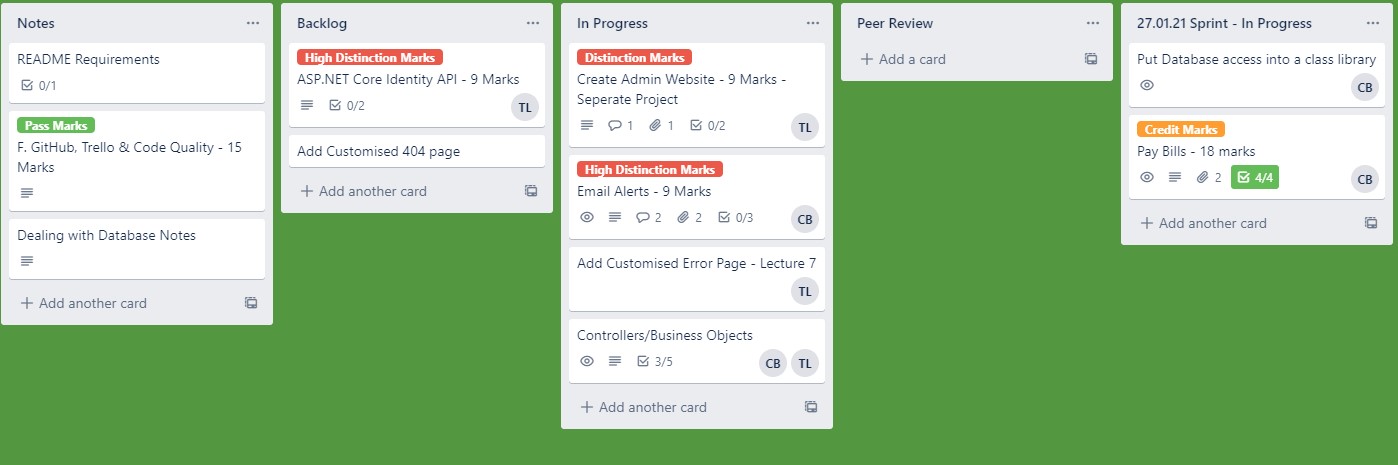 Notes
README Requirements
0/1
Pass Marks
F. GitHub, Trello & Code Quality - 15
Marks
Dealing with Database Notes
Add another card
Backlog
High Distinction Marks
ASP.NET Core Identity API - 9 Marks
0/2
TL
Add Customised 404 page
Add another card
In Progress
Distinction Marks
Create Admin Website - 9 Marks -
Seperate Project
1 1 0/2
TL
High Distinction Marks
Email Alerts - 9 Marks
2 2 0/3
CB
Add Customised Error Page - Lecture 7
TL
Controllers/Business Objects
3/5
CB TL
Add another card
Peer Review
Add a card
27.01.21 Sprint - In Progress
Put Database access into a class library
CB
Credit Marks
Pay Bills - 18 marks
2 4/4
CB
Add another card